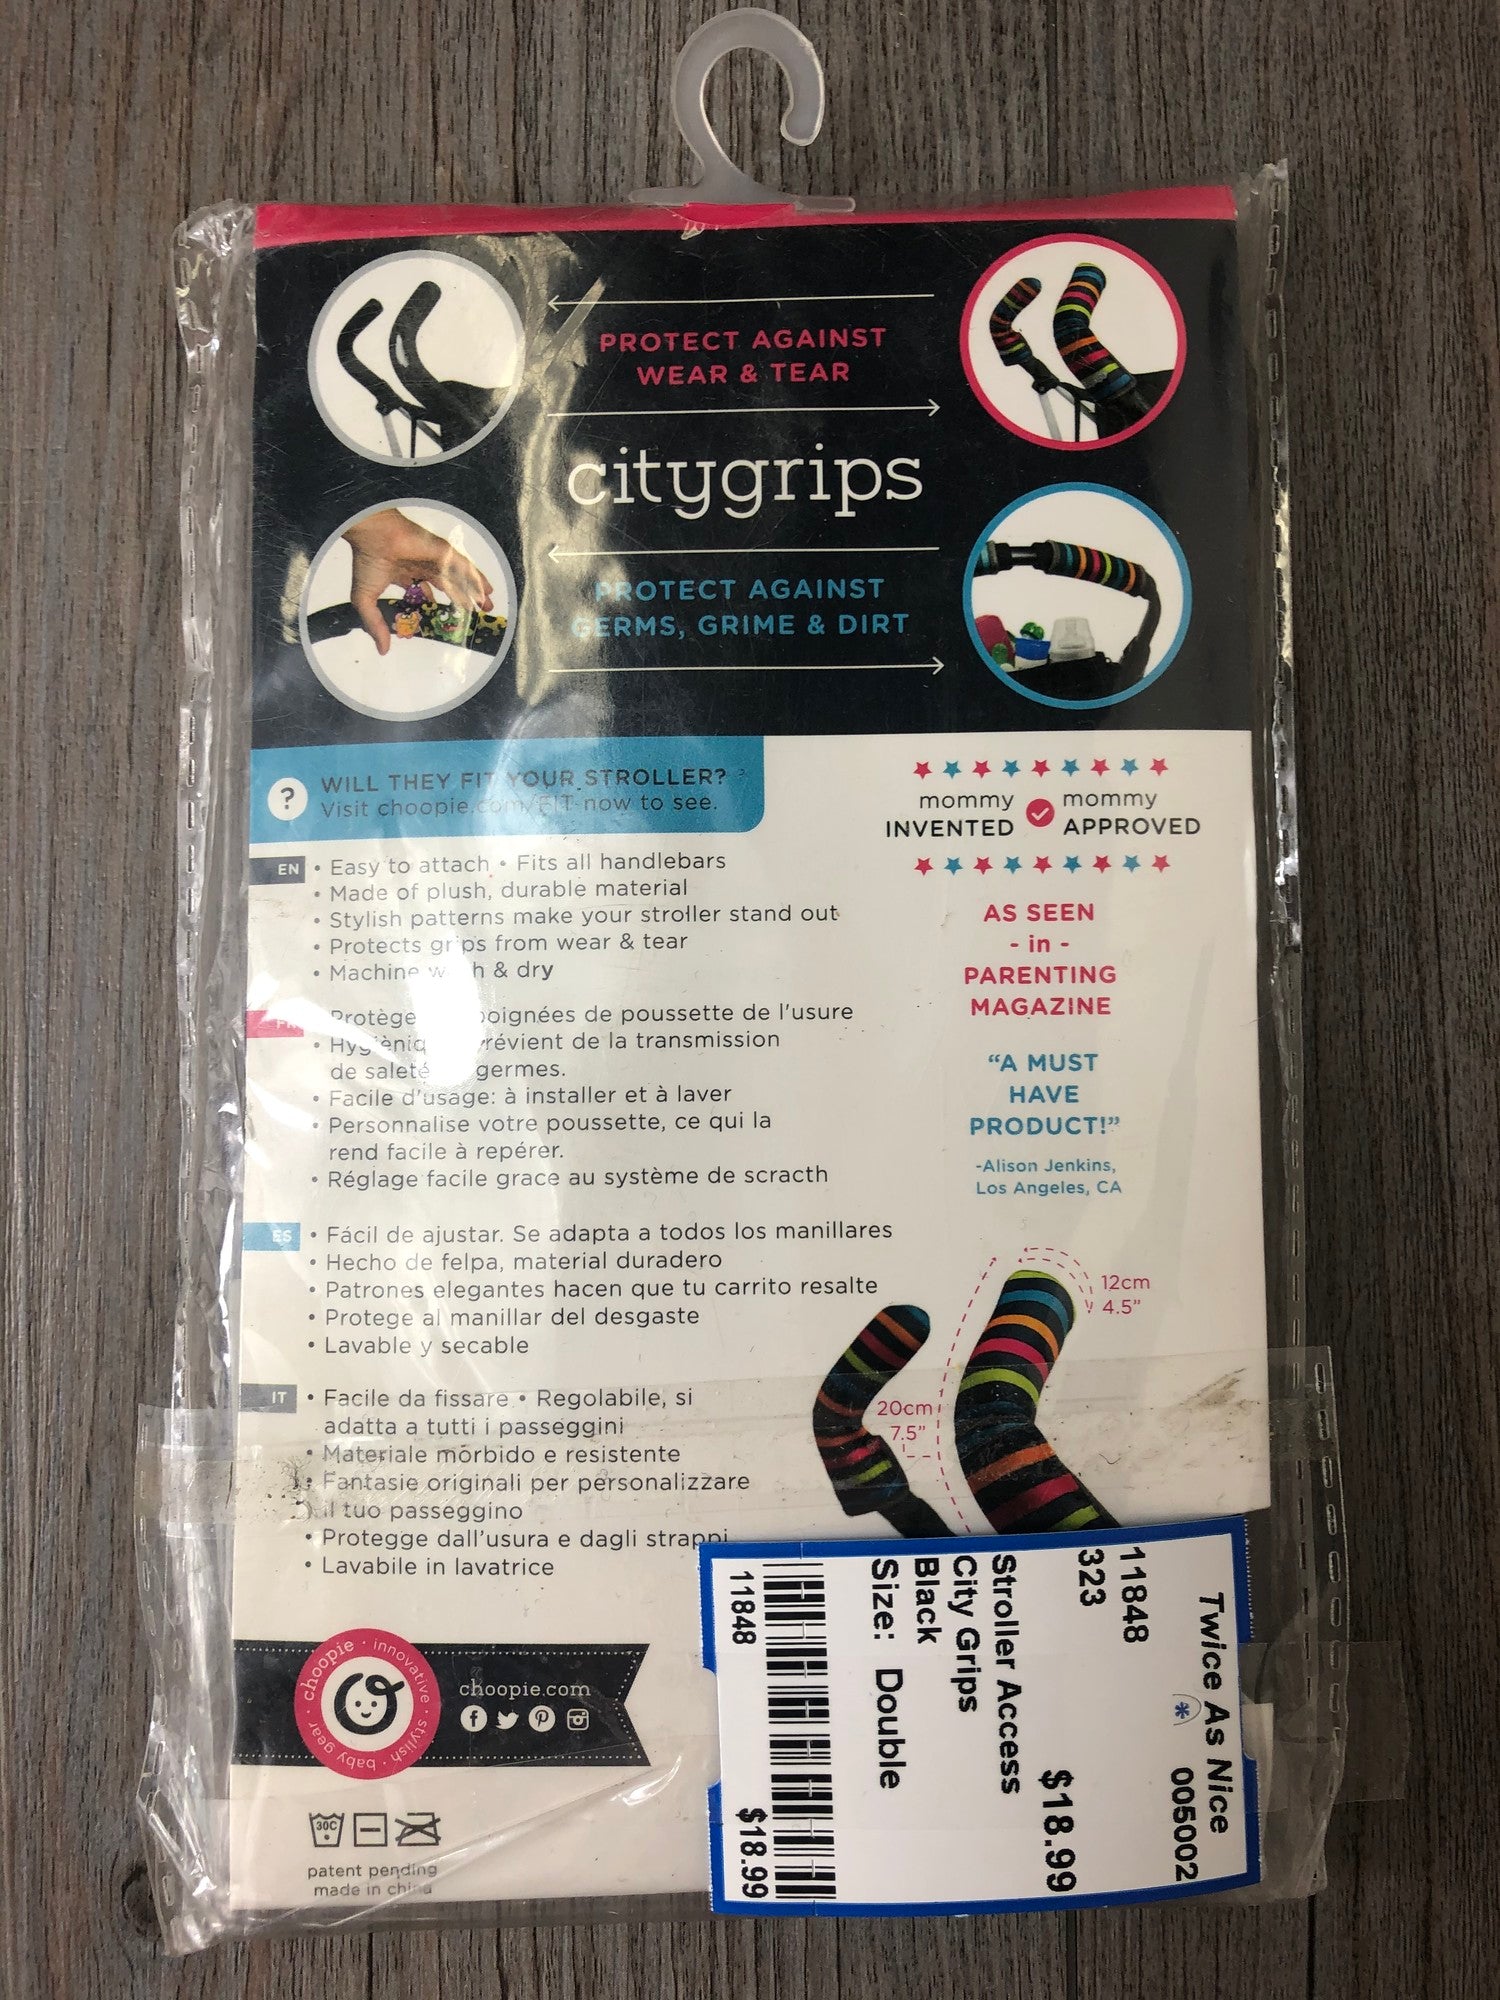 PROTECT AGAINST
WEAR & TEAR
citygrips
PROTECT AGAINST
GERMS, GRIME & DIRT
? WILL THEY FIT YOUR STROLLER?
Visit choopie.com/FIT now to see.
mommy INVENTED
mommy APPROVED
AS SEEN
- in -
PARENTING
MAGAZINE
"A MUST
HAVE
PRODUCT!"
-Alison Jenkins,
Los Angeles, CA
EN • Easy to attach • Fits all handlebars
• Made of plush, durable material
• Stylish patterns make your stroller stand out
• Protects grips from wear & tear
• Machine wash & dry
FR • Protège poignées de poussette de l'usure
• Hygiéniq prévient de la transmission
de saleté germes.
• Facile d'usage: à installer et à laver
• Personnalise votre poussette, ce qui la
rend facile à repérer.
• Réglage facile grace au système de scracth
ES • Fácil de ajustar. Se adapta a todos los manillares
• Hecho de felpa, material duradero
• Patrones elegantes hacen que tu carrito resalte
• Protege al manillar del desgaste
• Lavable y secable
IT • Facile da fissare • Regolabile, si
adatta a tutti i passeggini
• Materiale morbido e resistente
• Fantasie originali per personalizzare
il tuo passeggino
• Protegge dall'usura e dagli strappi
• Lavabile in lavatrice
12cm
4.5"
20cm
7.5"
choopie • innovative • stylish • baby gear •
choopie.com
30C
patent pending
made in china
Twice As Nice
005002
11848
323
$18.99
Stroller Access
City Grips
Black
Size: Double
11848
$18.99